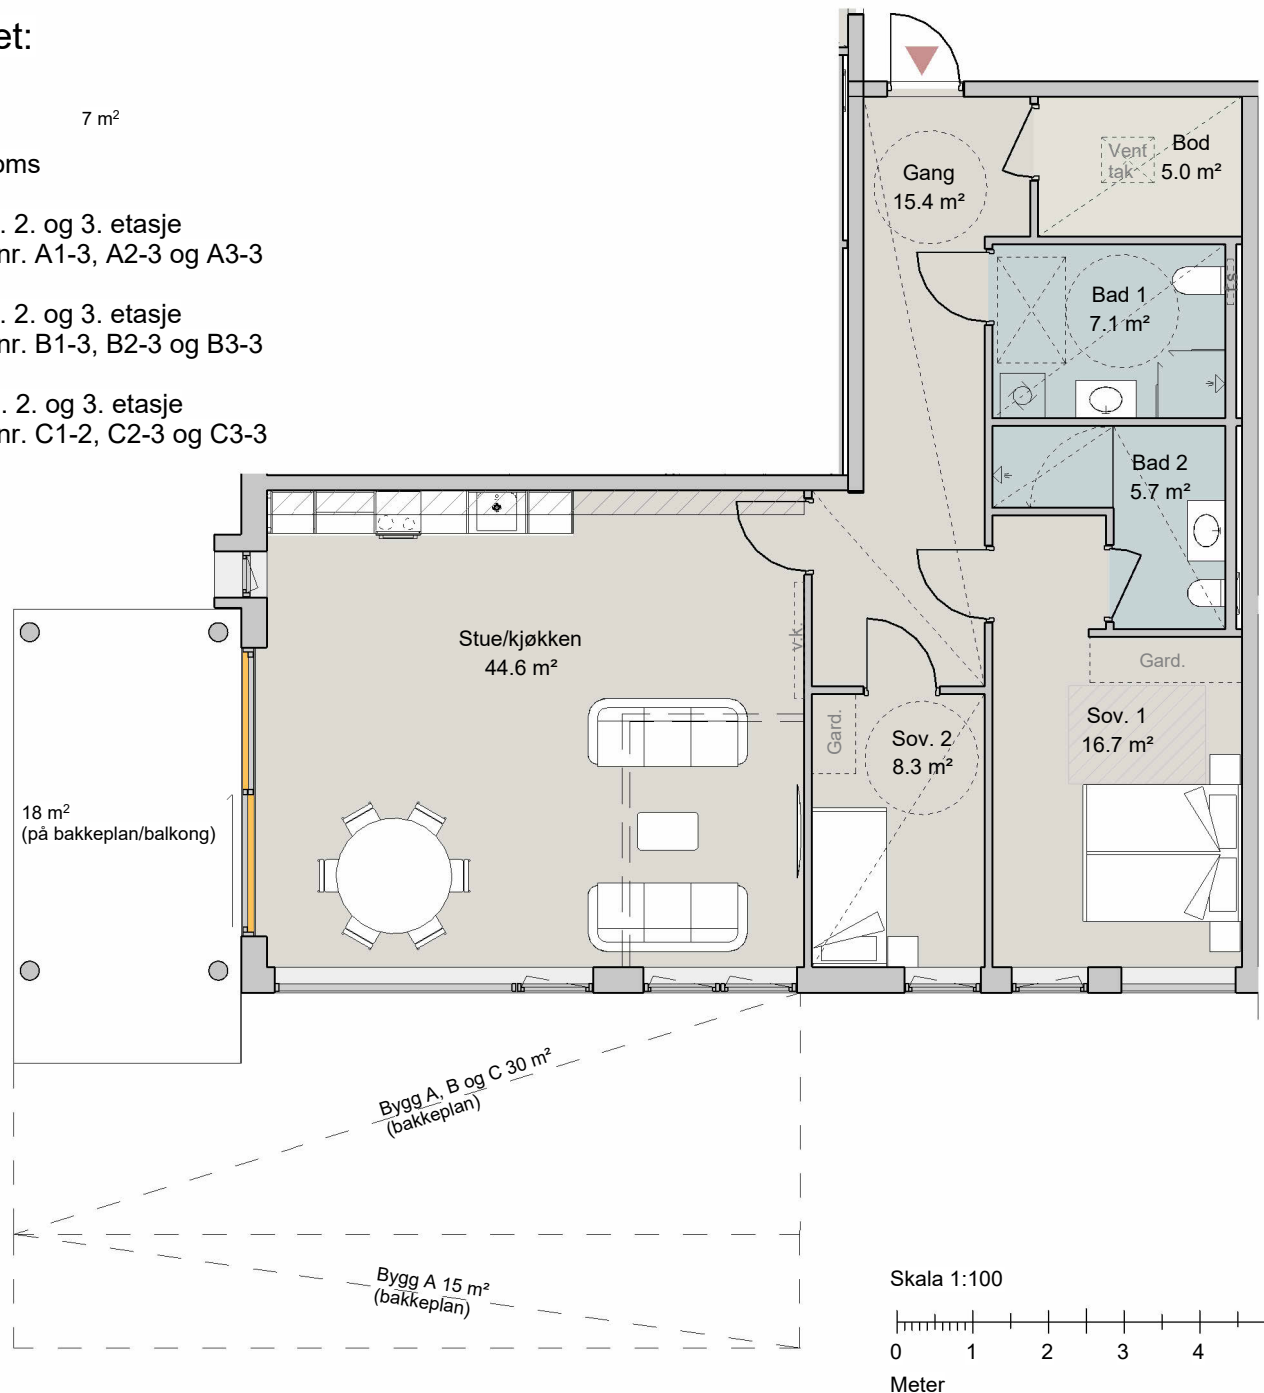 et:
7 m²
oms
. 2. og 3. etasje
nr. A1-3, A2-3 og A3-3
. 2. og 3. etasje
nr. B1-3, B2-3 og B3-3
. 2. og 3. etasje
nr. C1-2, C2-3 og C3-3
Gang
15.4 m²
Vent
tak
Bod
5.0 m²
Bad 1
7.1 m²
Bad 2
5.7 m²
Stue/kjøkken
44.6 m²
v.k.
Gard.
Gard.
Sov. 2
8.3 m²
Sov. 1
16.7 m²
18 m²
(på bakkeplan/balkong)
Bygg A, B og C 30 m²
(bakkeplan)
Bygg A 15 m²
(bakkeplan)
Skala 1:100
0 1 2 3 4
Meter